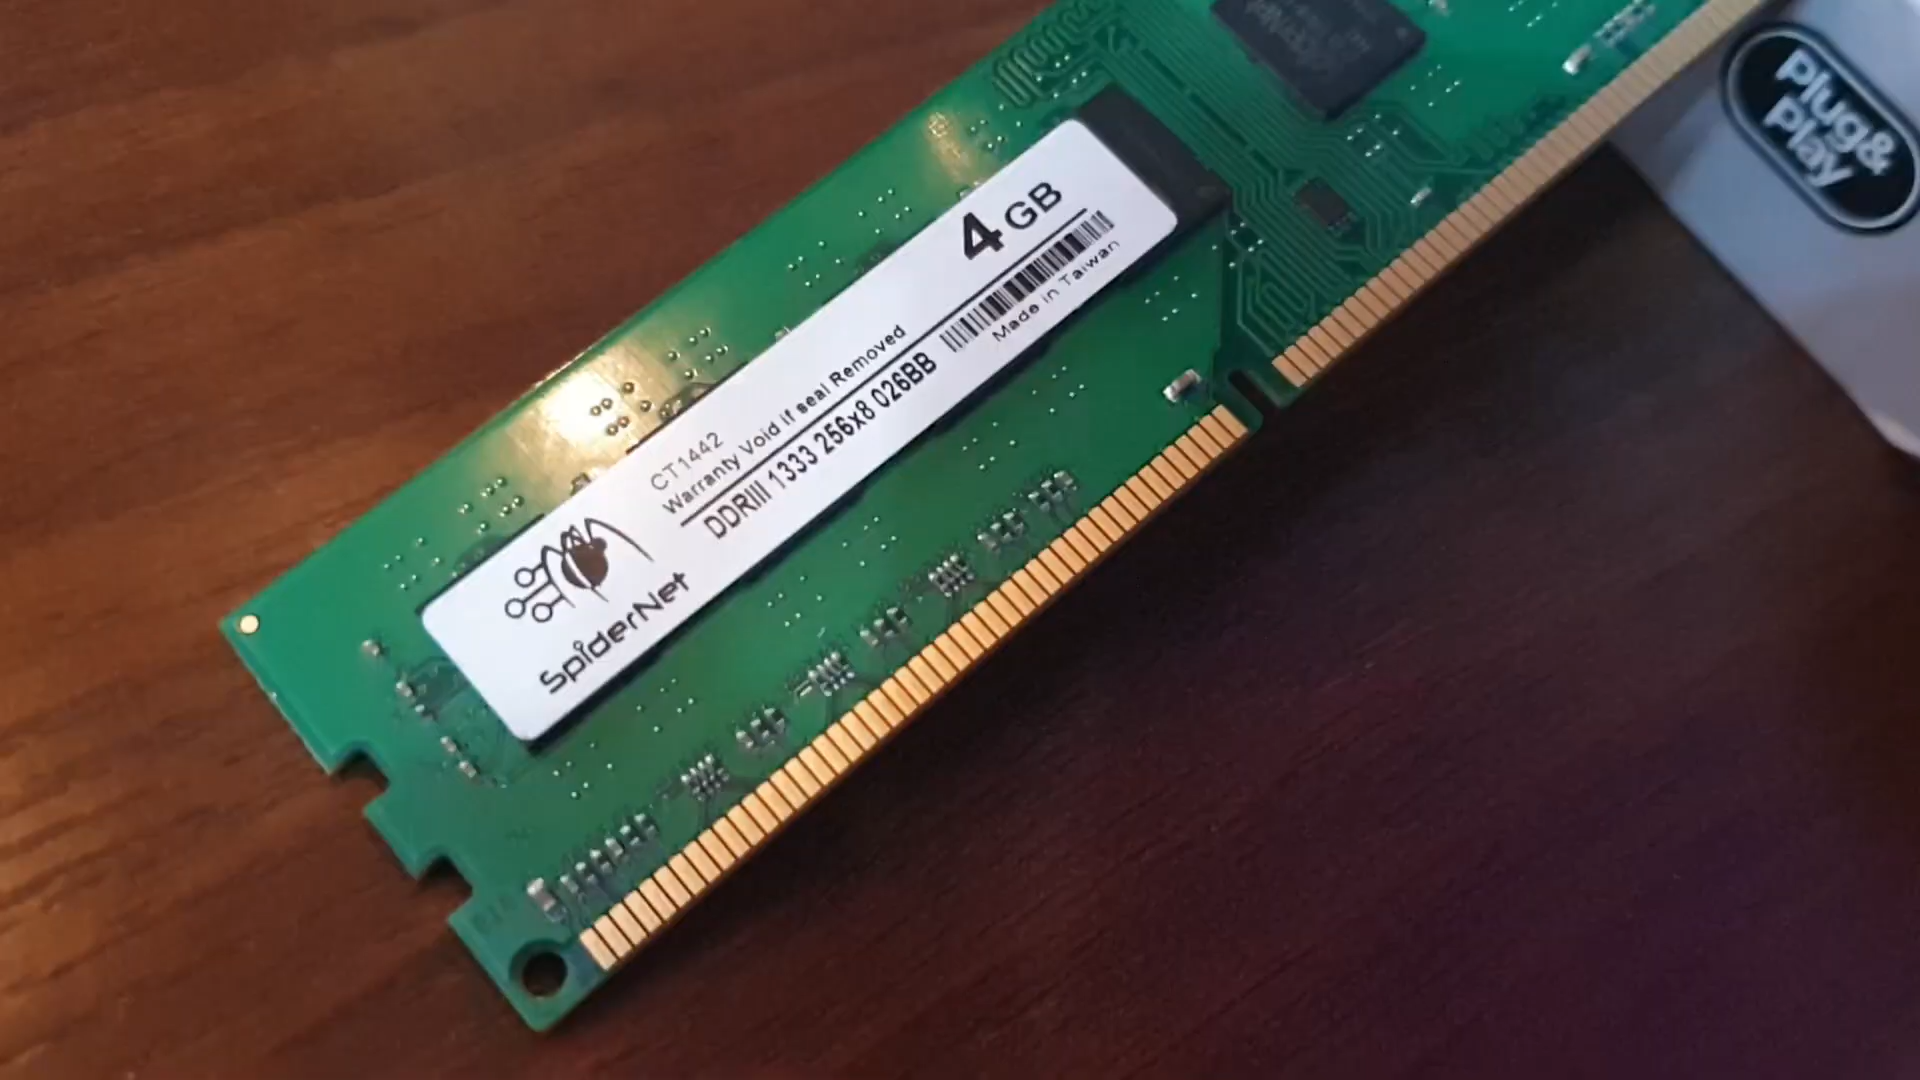 4 GB
CT1442
Warranty Void if seal Removed
DDRIII 1333 256x8 026BB
Made in Taiwan
SpiderNet
Plug&
Play